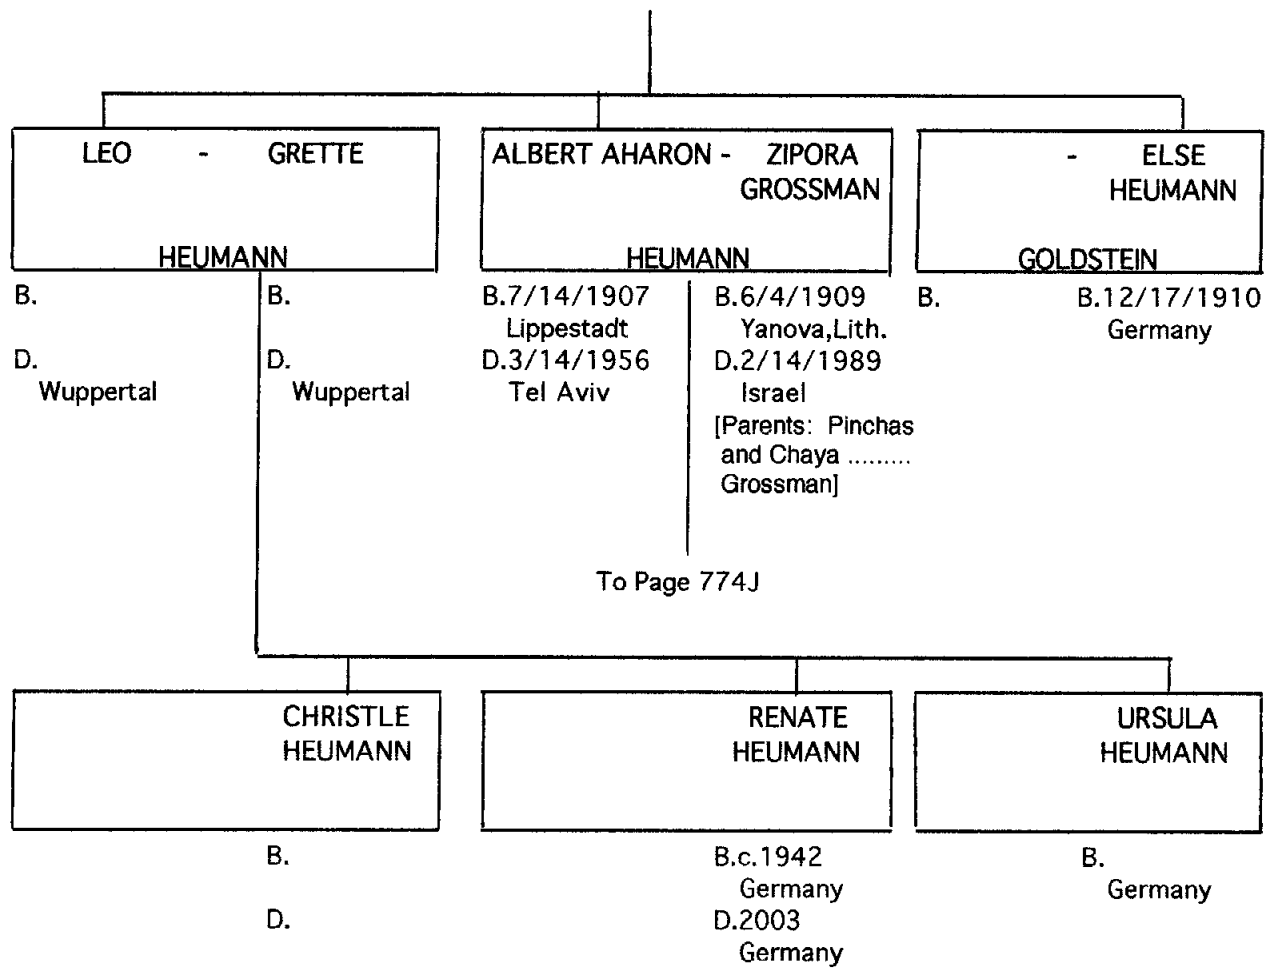 LEO - GRETTE
HEUMANN
B. B.
D. D.
Wuppertal Wuppertal
ALBERT AHARON - ZIPORA
GROSSMAN
HEUMANN
B.7/14/1907 B.6/4/1909
Lippestadt Yanova,Lith.
D.3/14/1956 D.2/14/1989
Tel Aviv Israel
[Parents: Pinchas
and Chaya .........
Grossman]
To Page 774J
- ELSE
HEUMANN
GOLDSTEIN
B. B.12/17/1910
Germany
CHRISTLE
HEUMANN
B.
D.
RENATE
HEUMANN
B.c.1942
Germany
D.2003
Germany
URSULA
HEUMANN
B.
Germany